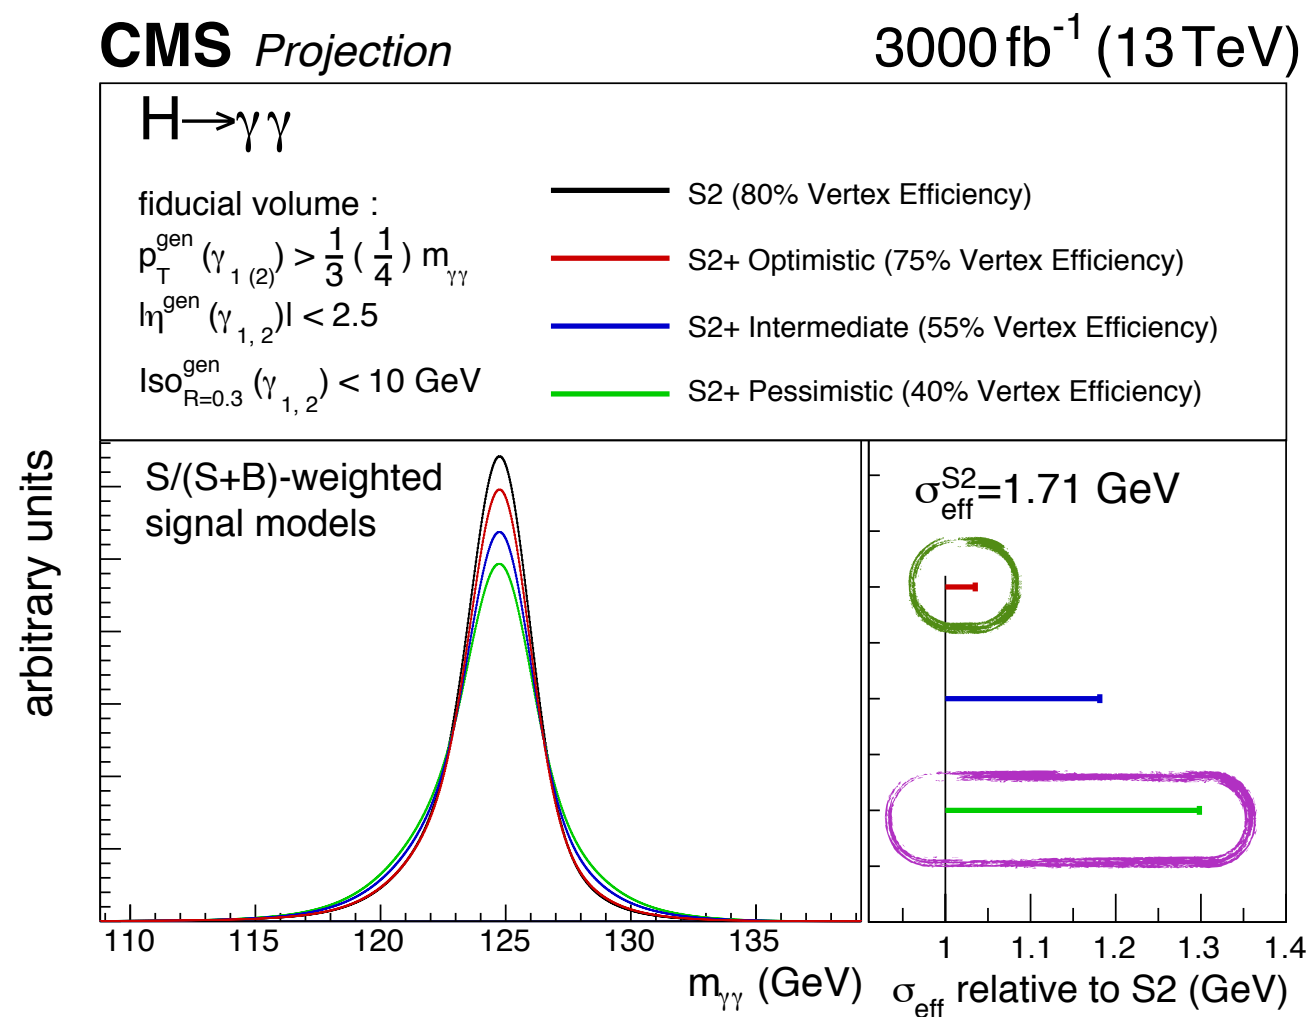 CMS Projection 3000 fb-1 (13 TeV)
H→γγ
fiducial volume :
pTgen (γ1 (2)) > 1/3 ( 1/4 ) mγγ
|ηgen (γ1, 2)| < 2.5
IsoR=0.3gen (γ1, 2) < 10 GeV
S2 (80% Vertex Efficiency)
S2+ Optimistic (75% Vertex Efficiency)
S2+ Intermediate (55% Vertex Efficiency)
S2+ Pessimistic (40% Vertex Efficiency)
arbitrary units
S/(S+B)-weighted
signal models
110 115 120 125 130 135
mγγ (GeV)
σeffS2=1.71 GeV
1 1.1 1.2 1.3 1.4
σeff relative to S2 (GeV)